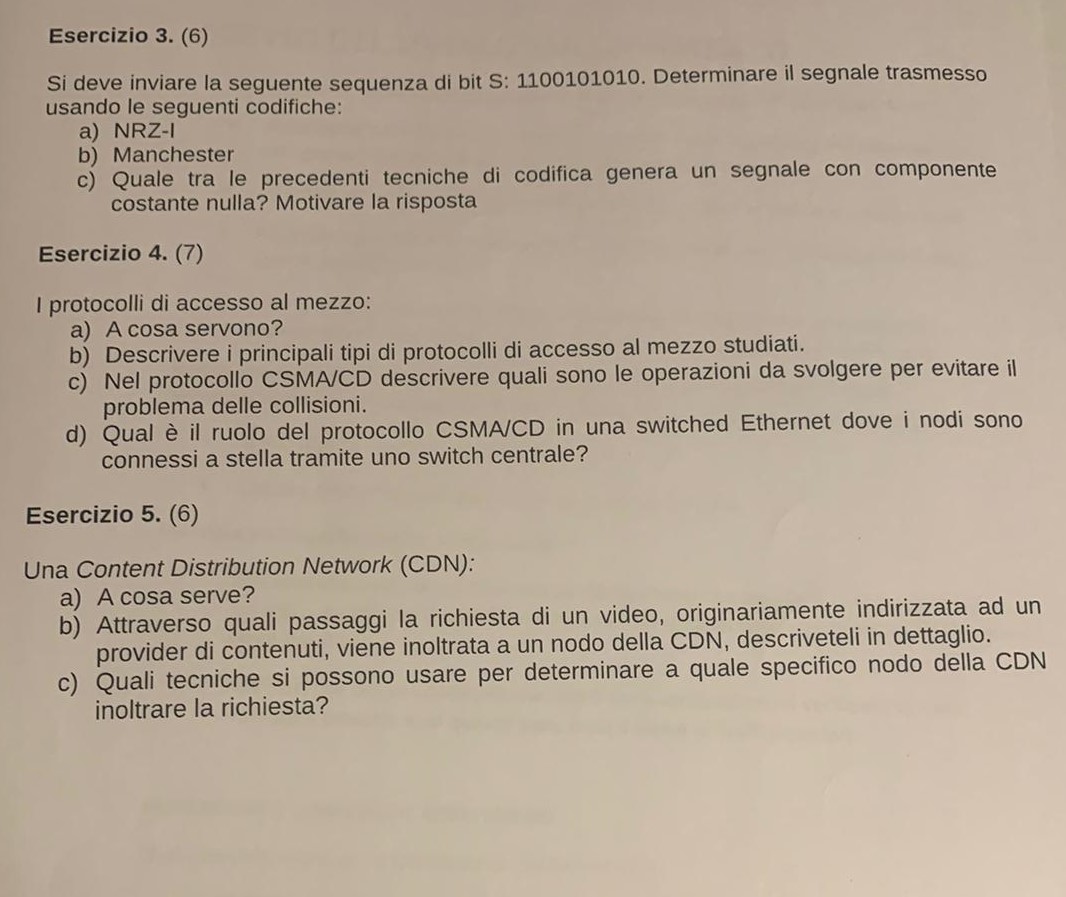 Esercizio 3. (6)
Si deve inviare la seguente sequenza di bit S: 1100101010. Determinare il segnale trasmesso
usando le seguenti codifiche:
a) NRZ-I
b) Manchester
c) Quale tra le precedenti tecniche di codifica genera un segnale con componente
costante nulla? Motivare la risposta
Esercizio 4. (7)
I protocolli di accesso al mezzo:
a) A cosa servono?
b) Descrivere i principali tipi di protocolli di accesso al mezzo studiati.
c) Nel protocollo CSMA/CD descrivere quali sono le operazioni da svolgere per evitare il
problema delle collisioni.
d) Qual è il ruolo del protocollo CSMA/CD in una switched Ethernet dove i nodi sono
connessi a stella tramite uno switch centrale?
Esercizio 5. (6)
Una Content Distribution Network (CDN):
a) A cosa serve?
b) Attraverso quali passaggi la richiesta di un video, originariamente indirizzata ad un
provider di contenuti, viene inoltrata a un nodo della CDN, descriveteli in dettaglio.
c) Quali tecniche si possono usare per determinare a quale specifico nodo della CDN
inoltrare la richiesta?